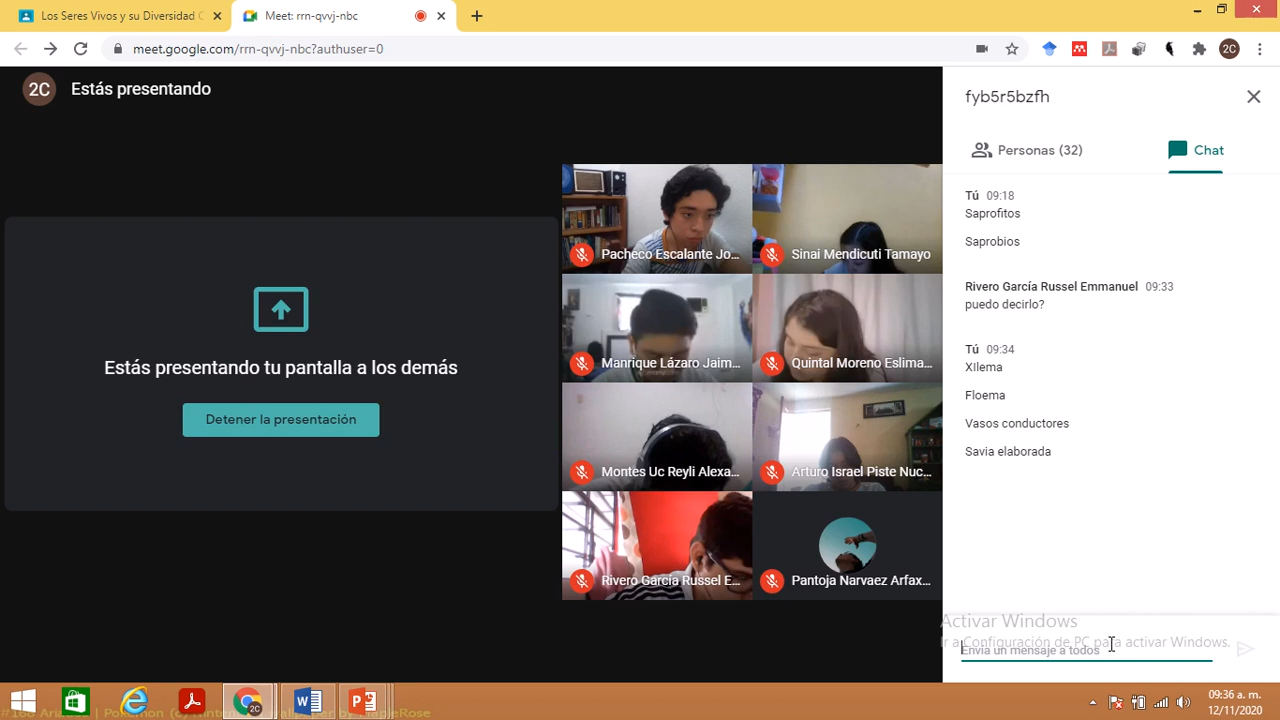 Los Seres Vivos y su Diversidad
Meet: rrn-qvvj-nbc
meet.google.com/rrn-qvvj-nbc?authuser=0
2C
2C
Estás presentando
Estás presentando tu pantalla a los demás
Detener la presentación
Pacheco Escalante Jo...
Sinai Mendicuti Tamayo
Manrique Lázaro Jaim...
Quintal Moreno Eslima...
Montes Uc Reyli Alexa...
Arturo Israel Piste Nuc...
Rivero García Russel E...
Pantoja Narvaez Arfax...
fyb5r5bzfh
Personas (32)
Chat
Tú 09:18
Saprofitos
Saprobios
Rivero García Russel Emmanuel 09:33
puedo decirlo?
Tú 09:34
XIlema
Floema
Vasos conductores
Savia elaborada
Activar Windows
Ir a Configuración de PC para activar Windows.
Envía un mensaje a todos
09:36 a. m.
12/11/2020